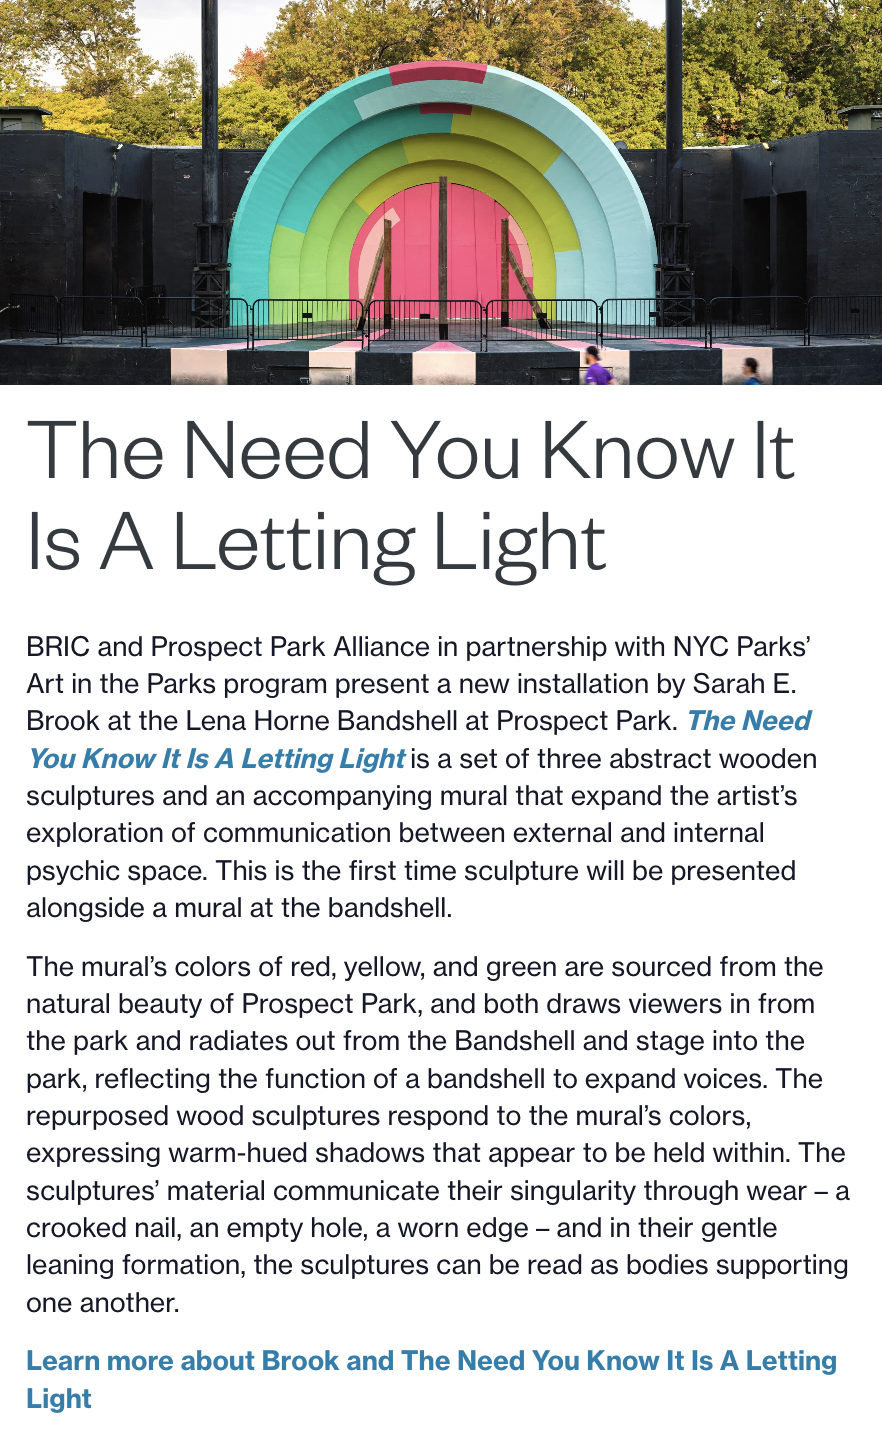 The Need You Know It
Is A Letting Light
BRIC and Prospect Park Alliance in partnership with NYC Parks’
Art in the Parks program present a new installation by Sarah E.
Brook at the Lena Horne Bandshell at Prospect Park. The Need
You Know It Is A Letting Light is a set of three abstract wooden
sculptures and an accompanying mural that expand the artist’s
exploration of communication between external and internal
psychic space. This is the first time sculpture will be presented
alongside a mural at the bandshell.
The mural’s colors of red, yellow, and green are sourced from the
natural beauty of Prospect Park, and both draws viewers in from
the park and radiates out from the Bandshell and stage into the
park, reflecting the function of a bandshell to expand voices. The
repurposed wood sculptures respond to the mural’s colors,
expressing warm-hued shadows that appear to be held within. The
sculptures’ material communicate their singularity through wear – a
crooked nail, an empty hole, a worn edge – and in their gentle
leaning formation, the sculptures can be read as bodies supporting
one another.
Learn more about Brook and The Need You Know It Is A Letting
Light